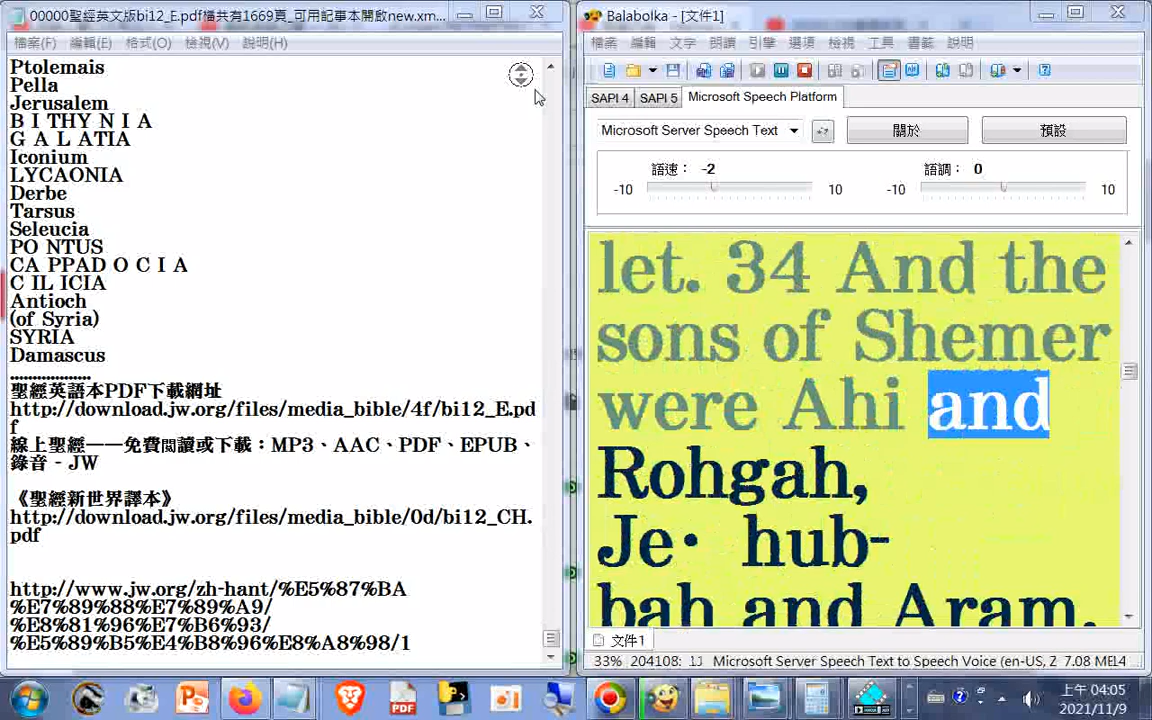 00000聖經英文版bi12_E.pdf檔共有1669頁_可用記事本開啟new.xm...
檔案(F) 編輯(E) 格式(O) 檢視(V) 說明(H)
Ptolemais
Pella
Jerusalem
B I THY N I A
G A L ATIA
Iconium
LYCAONIA
Derbe
Tarsus
Seleucia
PO NTUS
CA PPAD O C I A
C IL ICIA
Antioch
(of Syria)
SYRIA
Damascus
..................
聖經英語本PDF下載網址
http://download.jw.org/files/media_bible/4f/bi12_E.pd
f
線上聖經——免費閱讀或下載：MP3、AAC、PDF、EPUB、
錄音 - JW
《聖經新世界譯本》
http://download.jw.org/files/media_bible/0d/bi12_CH.
pdf
http://www.jw.org/zh-hant/%E5%87%BA
%E7%89%88%E7%89%A9/
%E8%81%96%E7%B6%93/
%E5%89%B5%E4%B8%96%E8%A8%98/1
Balabolka - [文件1]
檔案 編輯 文字 朗讀 引擎 選項 檢視 工具 書籤 說明
SAPI 4 SAPI 5 Microsoft Speech Platform
Microsoft Server Speech Text 關於 預設
語速： -2 語調： 0
-10 10 -10 10
let. 34 And the
sons of Shemer
were Ahi and
Rohgah,
Je· hub-
bah and Aram.
文件1
33% 204108: 1 Microsoft Server Speech Text to Speech Voice (en-US, Z 7.08 ME
上午 04:05
2021/11/9